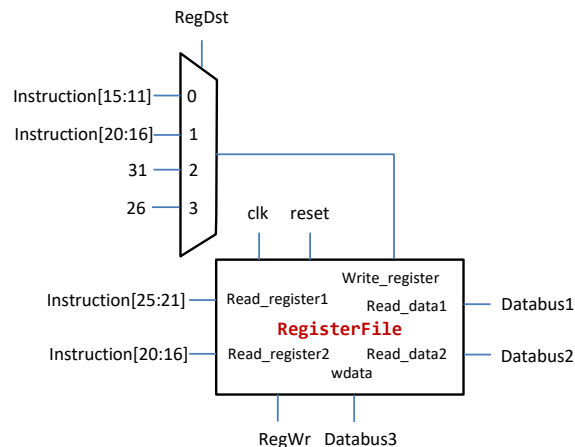 RegDst
Instruction[15:11] 0
Instruction[20:16] 1
31 2
26 3
clk reset
Write_register
Instruction[25:21] Read_register1
Read_data1 Databus1
RegisterFile
Instruction[20:16] Read_register2 Read_data2 Databus2
wdata
RegWr Databus3